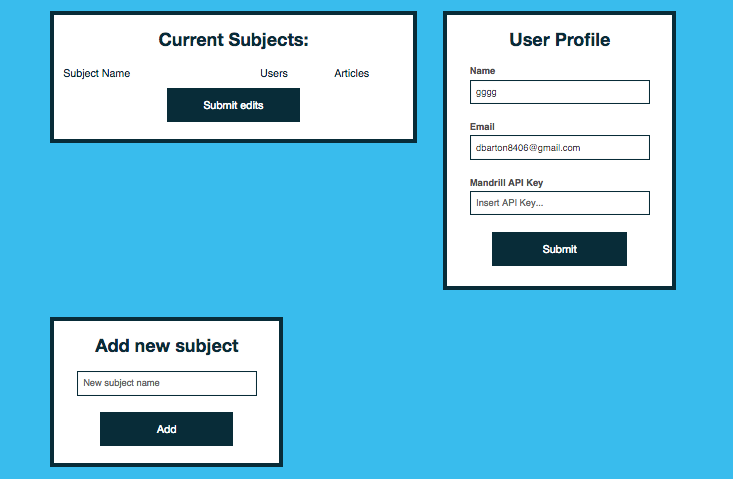 Current Subjects:
Subject Name Users Articles
Submit edits
User Profile
Name
gggg
Email
dbarton8406@gmail.com
Mandrill API Key
Insert API Key...
Submit
Add new subject
New subject name
Add